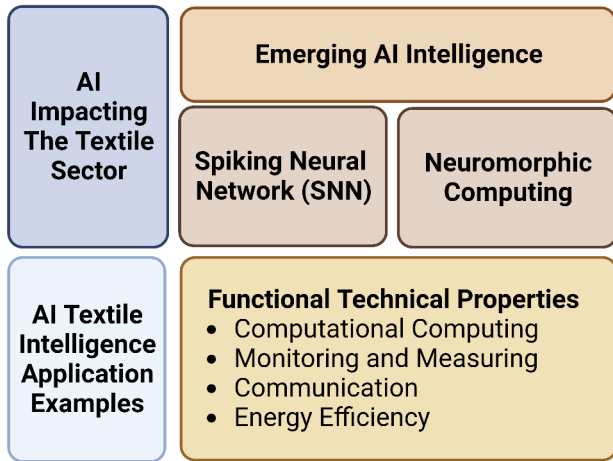 AI
Impacting
The Textile
Sector
Emerging AI Intelligence
Spiking Neural
Network (SNN)
Neuromorphic
Computing
AI Textile
Intelligence
Application
Examples
Functional Technical Properties
• Computational Computing
• Monitoring and Measuring
• Communication
• Energy Efficiency